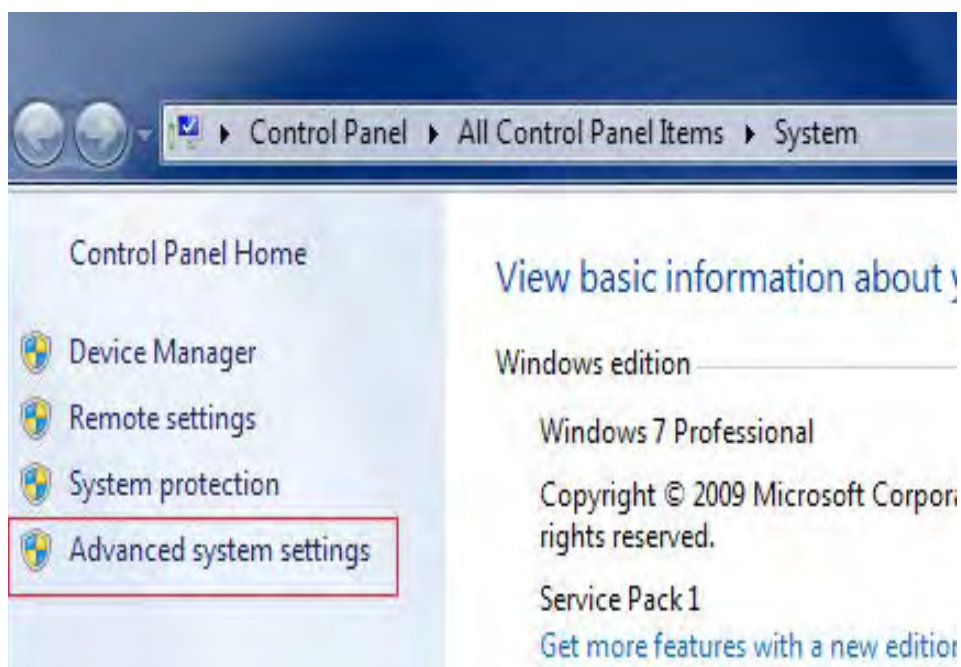 Control Panel ▸ All Control Panel Items ▸ System
Control Panel Home
Device Manager
Remote settings
System protection
Advanced system settings
View basic information about
Windows edition
Windows 7 Professional
Copyright © 2009 Microsoft
rights reserved.
Service Pack 1
Get more features with a new